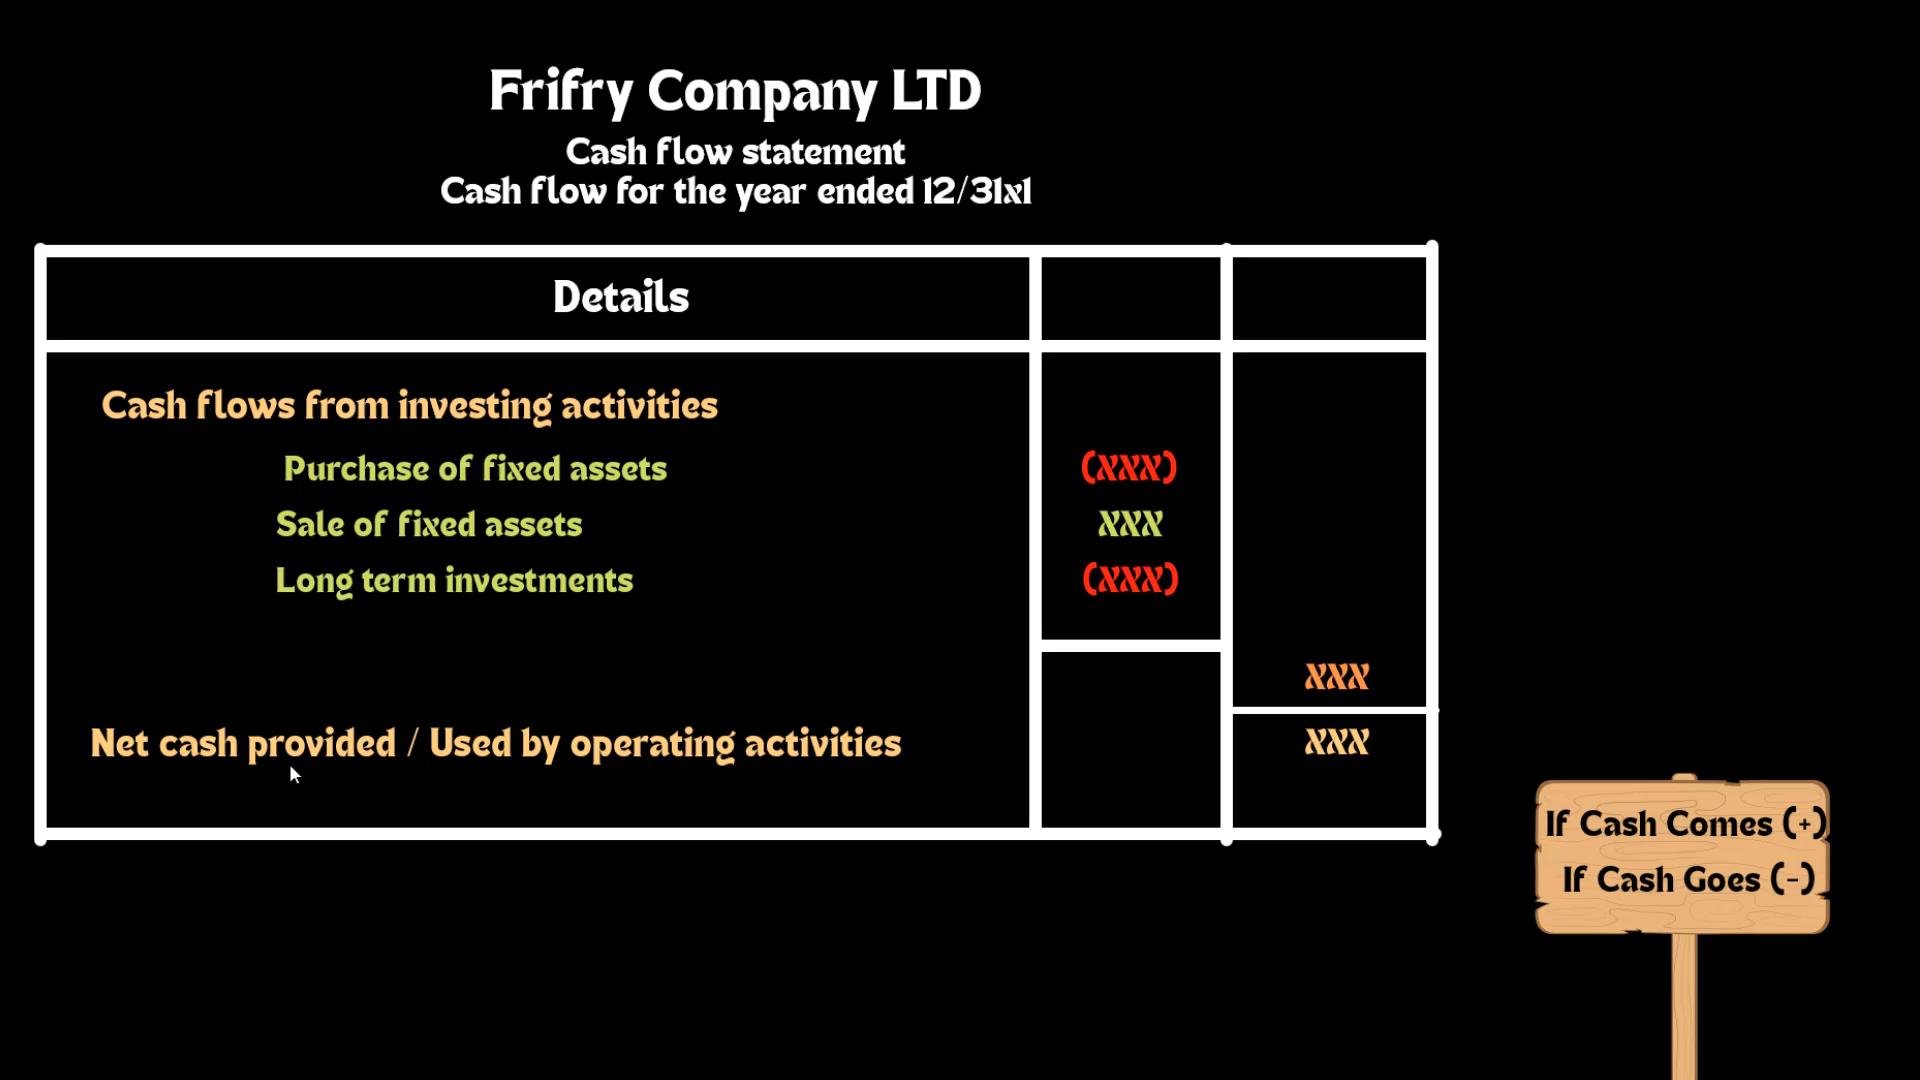 Frifry Company LTD
Cash flow statement
Cash flow for the year ended 12/31x1
Details
Cash flows from investing activities
Purchase of fixed assets (XXX)
Sale of fixed assets XXX
Long term investments (XXX)
XXX
Net cash provided / Used by operating activities XXX
If Cash Comes (+)
If Cash Goes (-)